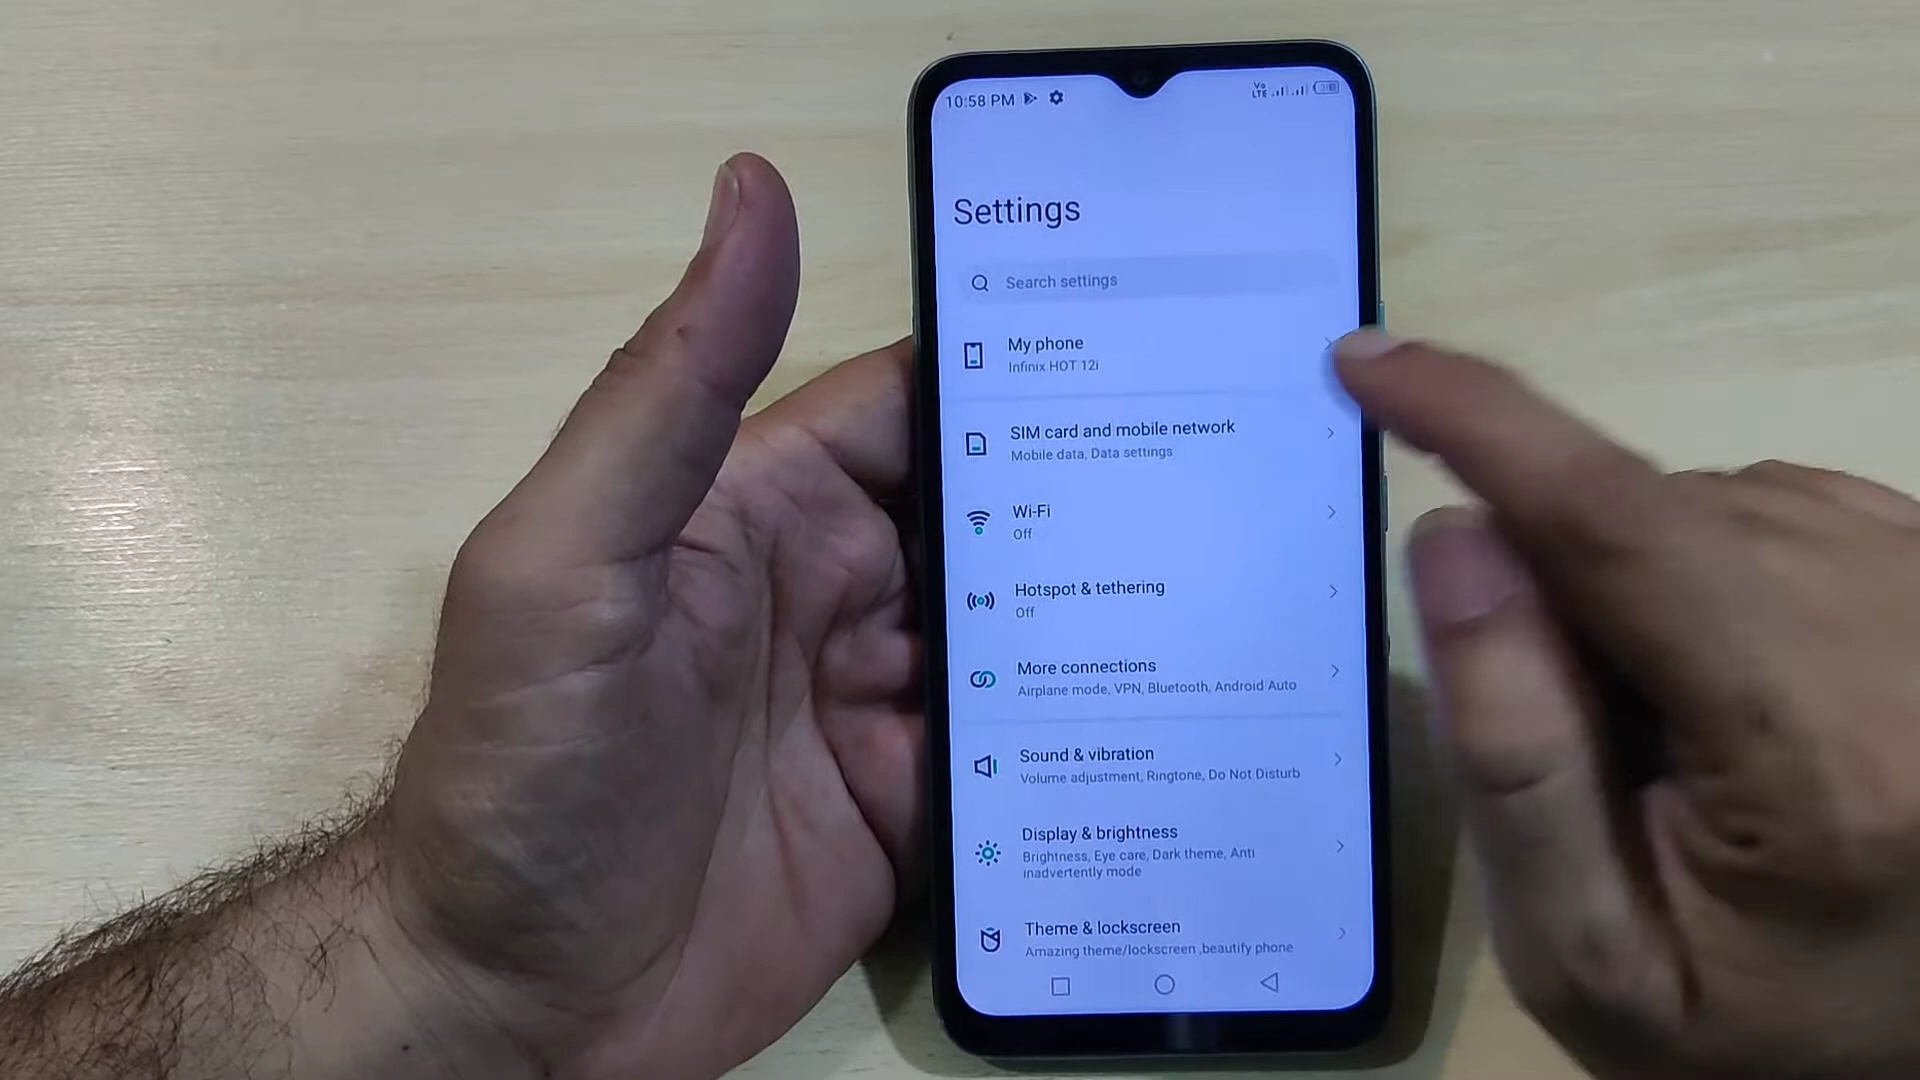 10:58 PM
Vo
LTE
Settings
Search settings
My phone
Infinix HOT 12i
SIM card and mobile network
Mobile data, Data settings
Wi-Fi
Off
Hotspot & tethering
Off
More connections
Airplane mode, VPN, Bluetooth, Android Auto
Sound & vibration
Volume adjustment, Ringtone, Do Not Disturb
Display & brightness
Brightness, Eye care, Dark theme, Anti
inadvertently mode
Theme & lockscreen
Amazing theme/lockscreen ,beautify phone